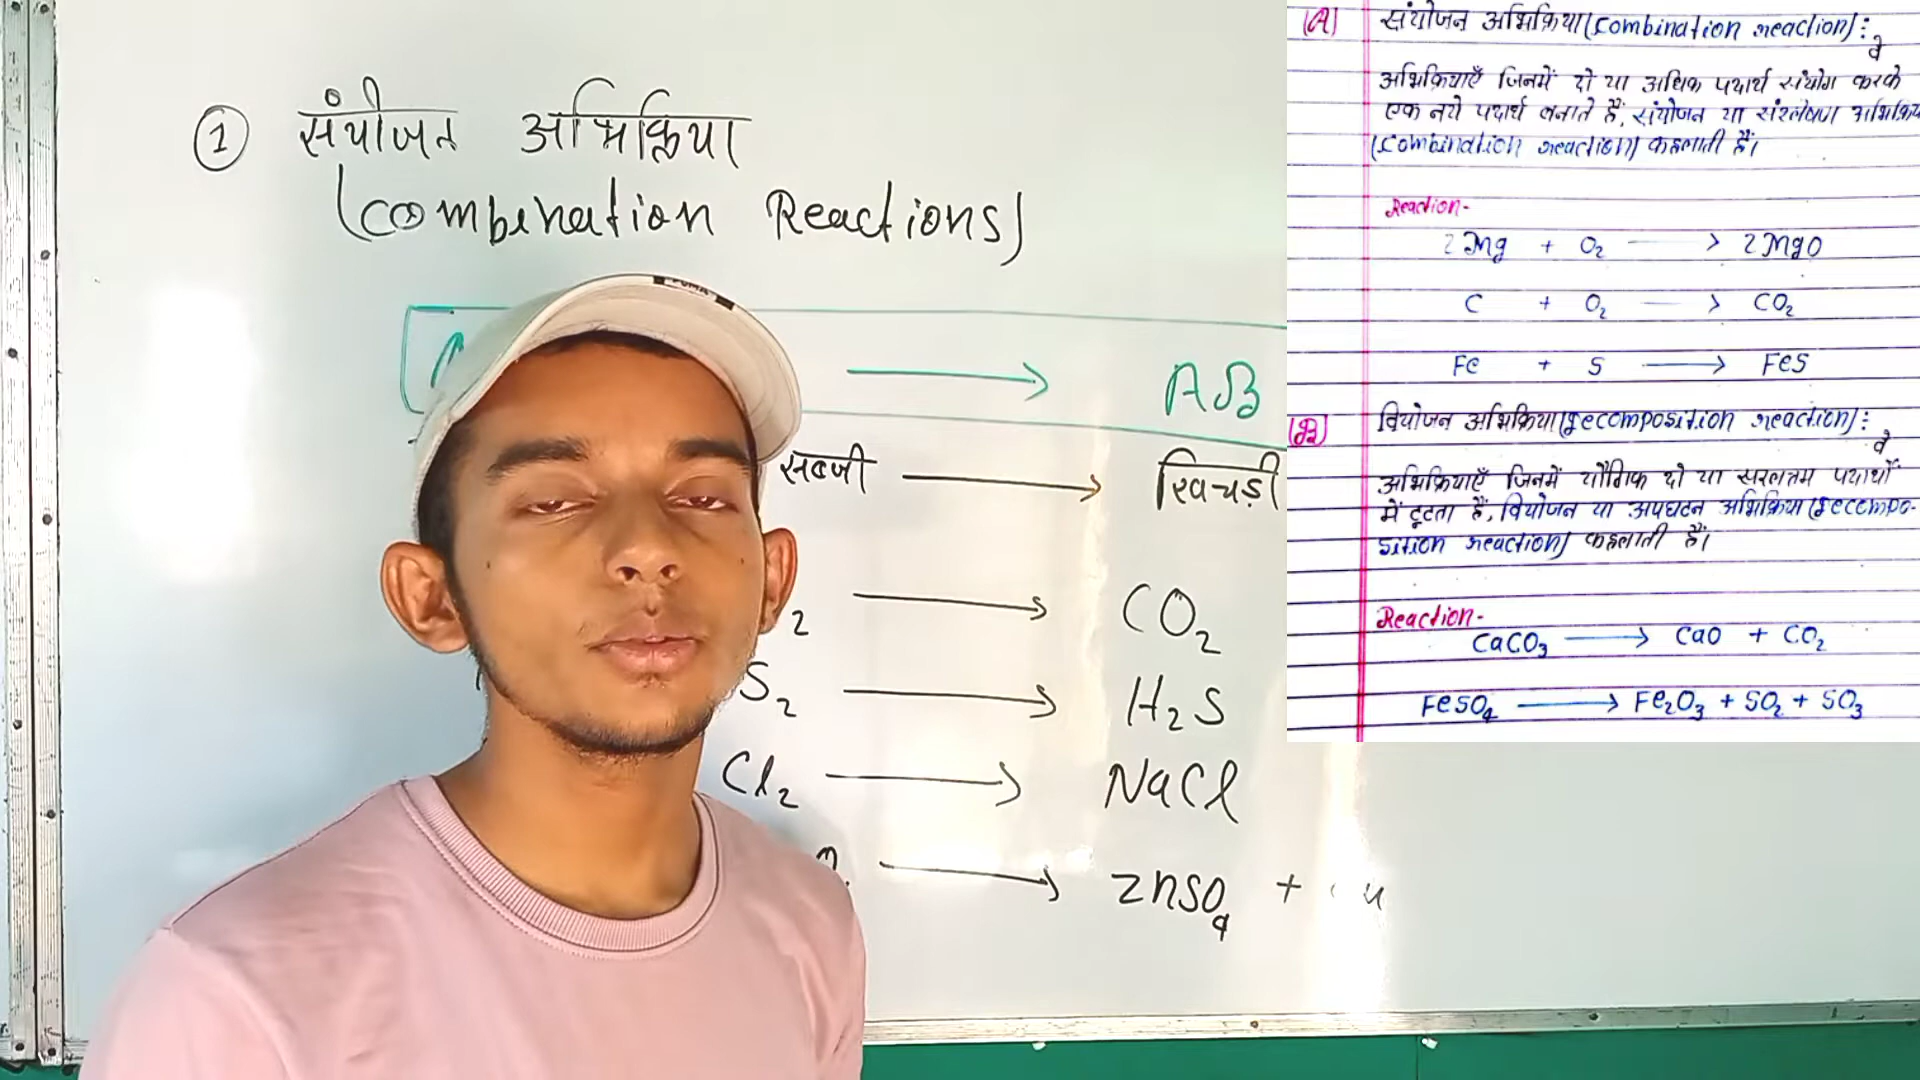 ① संयोजन अभिक्रिया
(combination Reactions)
AB
सब्जी → खिचड़ी
2 → CO₂
S₂ → H₂S
Cl₂ → NaCl
→ ZnSO₄ +
PUMA
(A) संयोजन अभिक्रिया (combination reaction) : वे
अभिक्रियाएँ जिनमें दो या अधिक पदार्थ संयोग करके
एक नये पदार्थ बनाते हैं, संयोजन या संश्लेषण अभिक्रिय
(combination reaction) कहलाती हैं।
Reaction-
2Mg + O₂ → 2MgO
C + O₂ → CO₂
Fe + S → FeS
(B) वियोजन अभिक्रिया (Decomposition reaction) : वे
अभिक्रियाएँ जिनमें यौगिक दो या सरलतम पदार्थों
में टूटता हैं, वियोजन या अपघटन अभिक्रिया (Decompo-
sition reaction) कहलाती हैं।
Reaction-
CaCO₃ → CaO + CO₂
FeSO₄ → Fe₂O₃ + SO₂ + SO₃